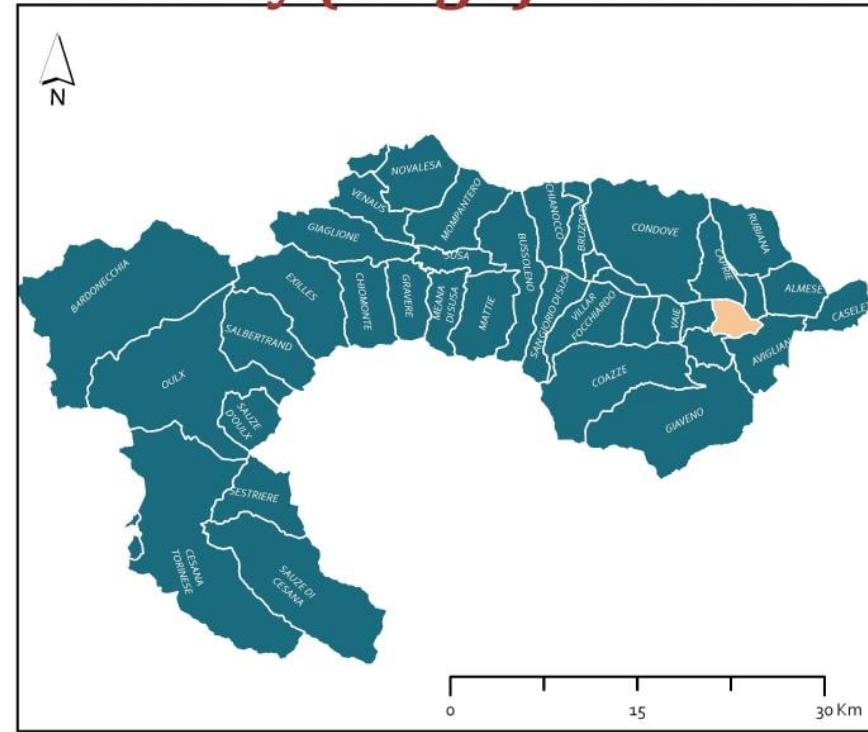 N
NOVALESA
VENAUS
GIAGLIONE
MOMPANTERO
SUSA
BUSSOLENO
CHIANOCCO
BRUZOLO
CONDOVE
CAPRIE
RUBIANA
ALMESE
CASELET
BARDONECCHIA
EXILLES
CHIOMONTE
GRAVERE
MEANA
DI SUSA
MATTIE
SAN GIORIO DI SUSA
VILLAR
FOCCHIARDO
VAIE
AVIGLIAN
SALBERTRAND
OULX
SAUZE
D'OULX
COAZZE
GIAVENO
SESTRIERE
CESANA
TORINESE
SAUZE DI
CESANA
0 15 30 Km